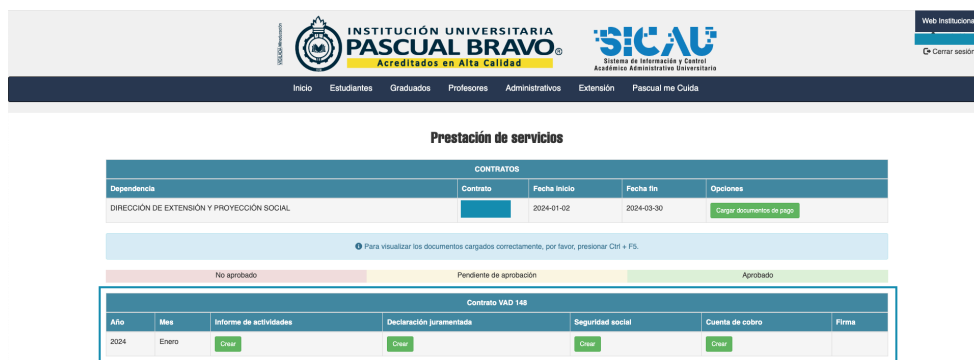 Web Institucional
Cerrar sesión
VIGILADA Mineducación
INSTITUCIÓN UNIVERSITARIA
PASCUAL BRAVO®
Acreditados en Alta Calidad
SICAU
Sistema de Información y Control
Académico Administrativo Universitario
Inicio Estudiantes Graduados Profesores Administrativos Extensión Pascual me Cuida
Prestación de servicios
CONTRATOS
Dependencia Contrato Fecha Inicio Fecha fin Opciones
DIRECCIÓN DE EXTENSIÓN Y PROYECCIÓN SOCIAL 2024-01-02 2024-03-30 Cargar documentos de pago
Para visualizar los documentos cargados correctamente, por favor, presionar Ctrl + F5.
No aprobado Pendiente de aprobación Aprobado
Contrato VAD 148
Año Mes Informe de actividades Declaración juramentada Seguridad social Cuenta de cobro Firma
2024 Enero Crear Crear Crear Crear